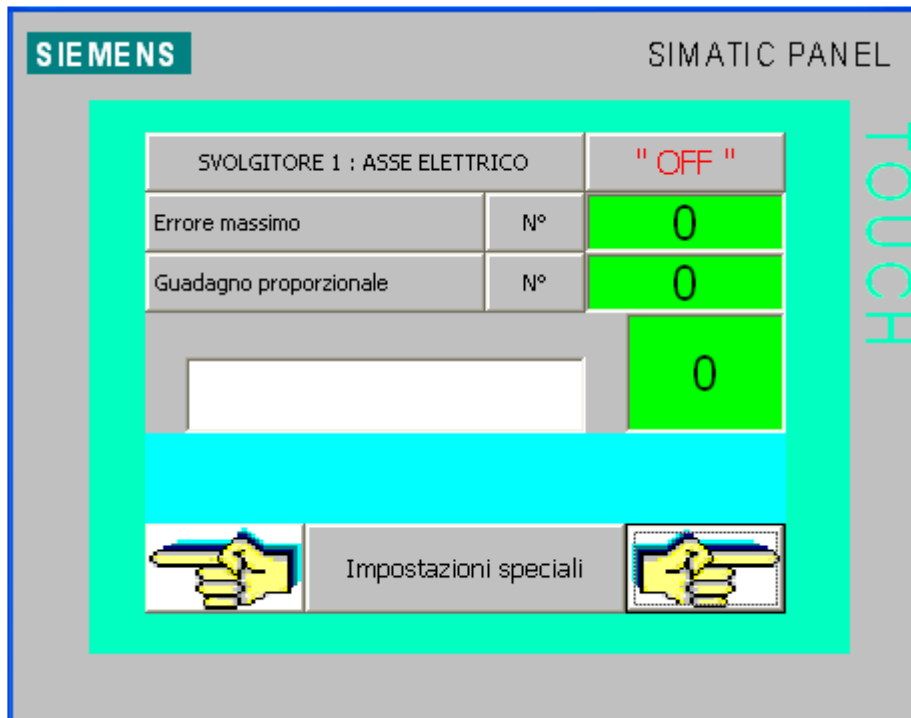 SIEMENS
SIMATIC PANEL
TOUCH
SVOLGITORE 1 : ASSE ELETTRICO
" OFF "
Errore massimo
N°
0
Guadagno proporzionale
N°
0
0
Impostazioni speciali